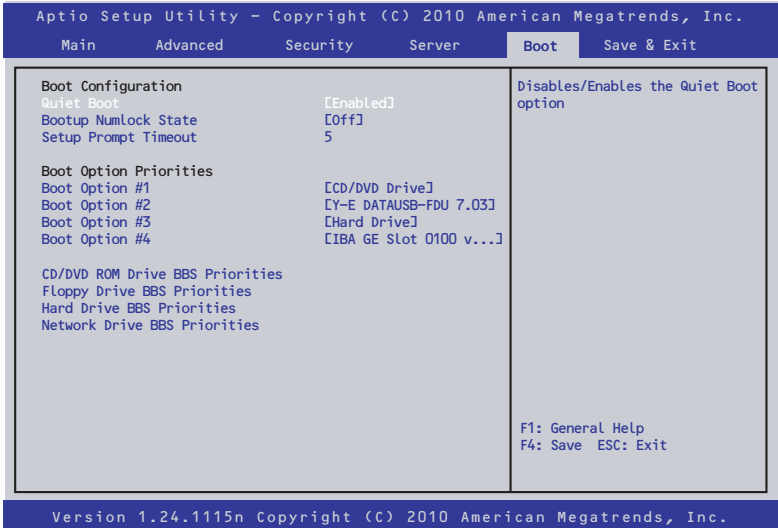 Aptio Setup Utility – Copyright (C) 2010 American Megatrends, Inc.
Main Advanced Security Server Boot Save & Exit
Boot Configuration
Quiet Boot [Enabled]
Bootup Numlock State [Off]
Setup Prompt Timeout 5
Boot Option Priorities
Boot Option #1 [CD/DVD Drive]
Boot Option #2 [Y-E DATAUSB-FDU 7.03]
Boot Option #3 [Hard Drive]
Boot Option #4 [IBA GE Slot 0100 v...]
CD/DVD ROM Drive BBS Priorities
Floppy Drive BBS Priorities
Hard Drive BBS Priorities
Network Drive BBS Priorities
Disables/Enables the Quiet Boot
option
F1: General Help
F4: Save ESC: Exit
Version 1.24.1115n Copyright (C) 2010 American Megatrends, Inc.